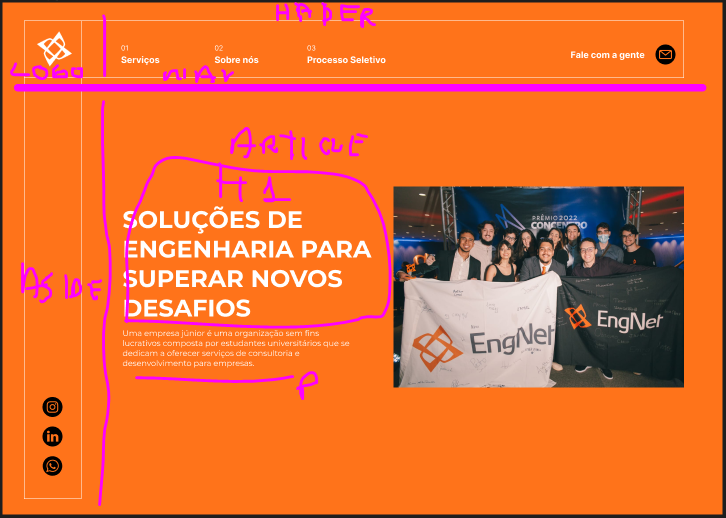 HADER
01
Serviços
02
Sobre nós
03
Processo Seletivo
Fale com a gente
LOGO
NAV
ARTICLE
H1
SOLUÇÕES DE
ENGENHARIA PARA
SUPERAR NOVOS
DESAFIOS
ASIDE
Uma empresa júnior é uma organização sem fins
lucrativos composta por estudantes universitários que se
dedicam a oferecer serviços de consultoria e
desenvolvimento para empresas.
P
PRÊMIO2022
CONCENTRO
EngNet
EngNet
in